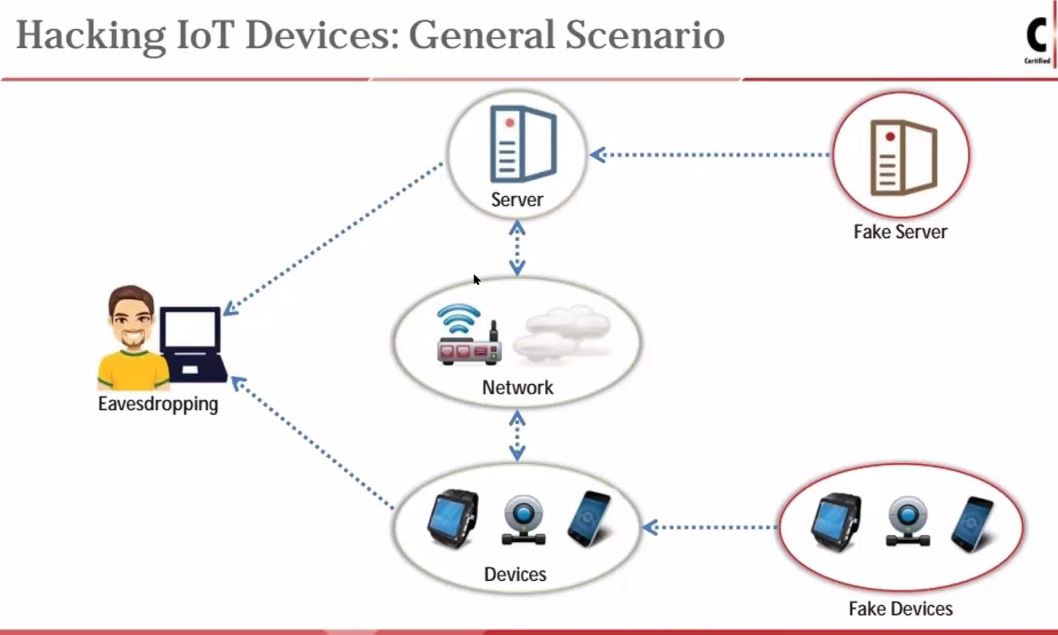 Hacking IoT Devices: General Scenario
C
Certified
Server
Fake Server
Network
Eavesdropping
Devices
Fake Devices